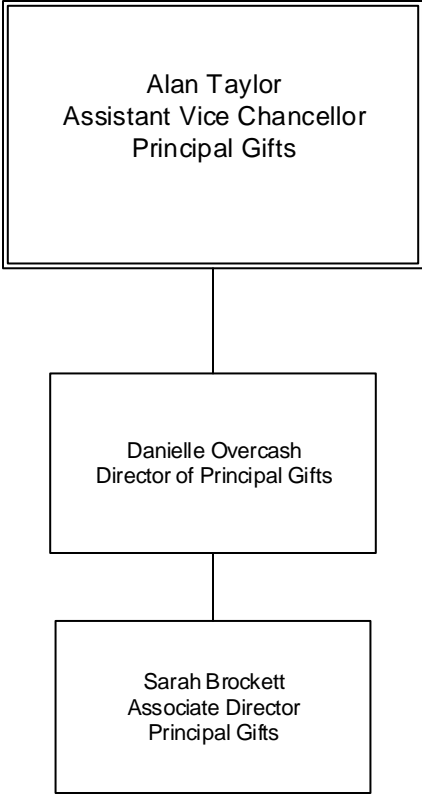 Alan Taylor
Assistant Vice Chancellor
Principal Gifts
Danielle Overcash
Director of Principal Gifts
Sarah Brockett
Associate Director
Principal Gifts